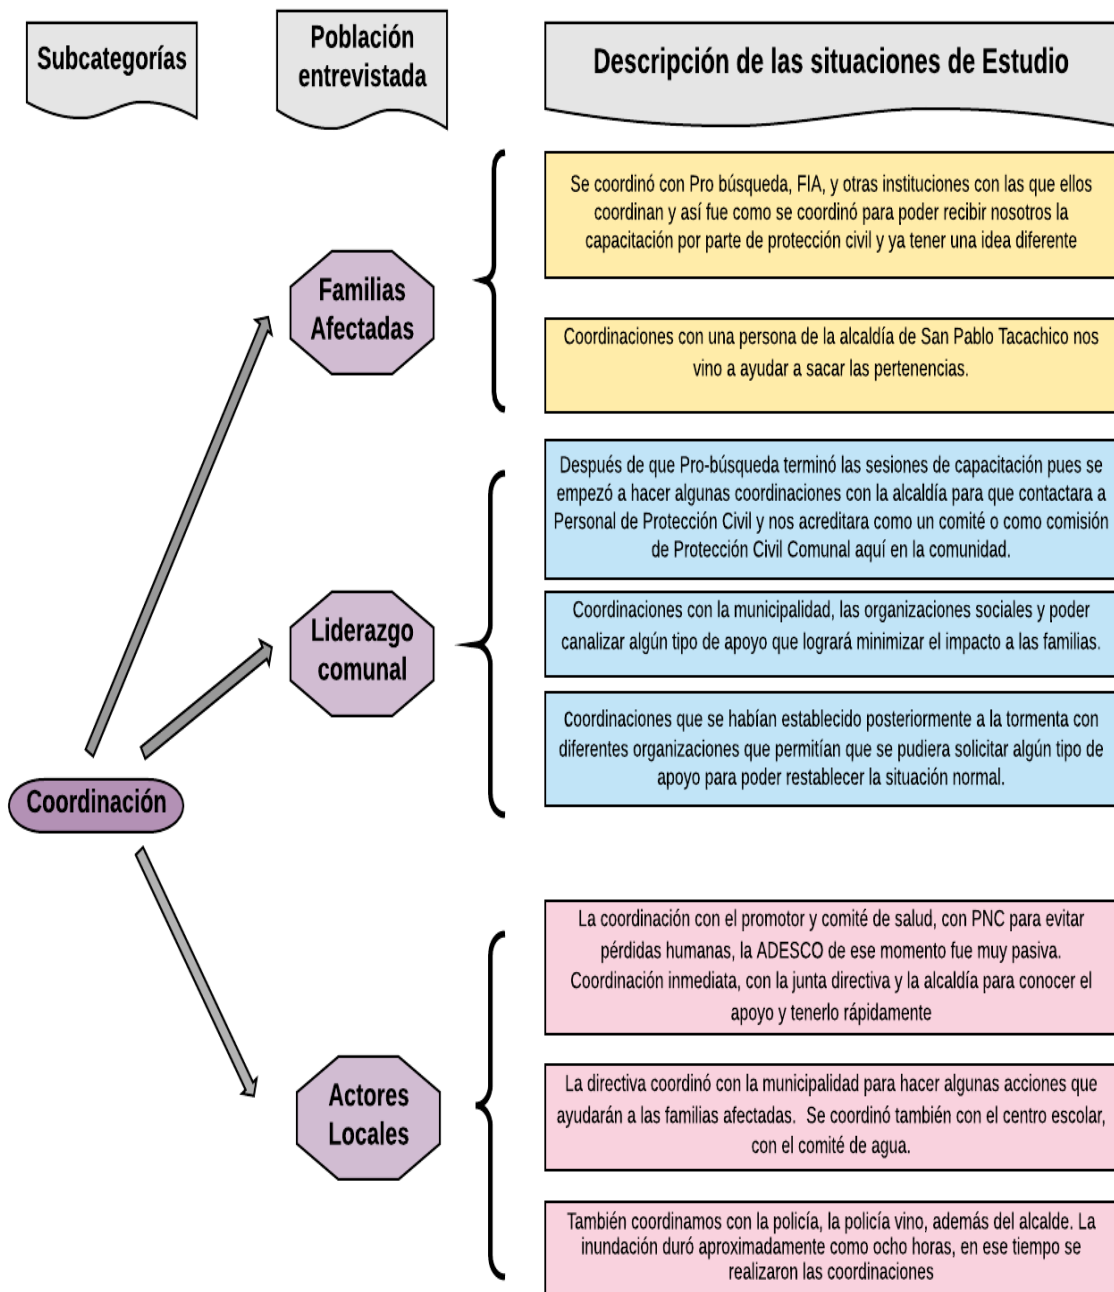 Subcategorías
Población
entrevistada
Descripción de las situaciones de Estudio
Coordinación
Familias
Afectadas
Se coordinó con Pro búsqueda, FIA, y otras instituciones con las que ellos
coordinan y así fue como se coordinó para poder recibir nosotros la
capacitación por parte de protección civil y ya tener una idea diferente
Coordinaciones con una persona de la alcaldía de San Pablo Tacachico nos
vino a ayudar a sacar las pertenencias.
Liderazgo
comunal
Después de que Pro-búsqueda terminó las sesiones de capacitación pues se
empezó a hacer algunas coordinaciones con la alcaldía para que contactara a
Personal de Protección Civil y nos acreditara como un comité o como comisión
de Protección Civil Comunal aquí en la comunidad.
Coordinaciones con la municipalidad, las organizaciones sociales y poder
canalizar algún tipo de apoyo que logrará minimizar el impacto a las familias.
Coordinaciones que se habían establecido posteriormente a la tormenta con
diferentes organizaciones que permitían que se pudiera solicitar algún tipo de
apoyo para poder restablecer la situación normal.
Actores
Locales
La coordinación con el promotor y comité de salud, con PNC para evitar
pérdidas humanas, la ADESCO de ese momento fue muy pasiva.
Coordinación inmediata, con la junta directiva y la alcaldía para conocer el
apoyo y tenerlo rápidamente
La directiva coordinó con la municipalidad para hacer algunas acciones que
ayudarán a las familias afectadas. Se coordinó también con el centro escolar,
con el comité de agua.
También coordinamos con la policía, la policía vino, además del alcalde. La
inundación duró aproximadamente como ocho horas, en ese tiempo se
realizaron las coordinaciones